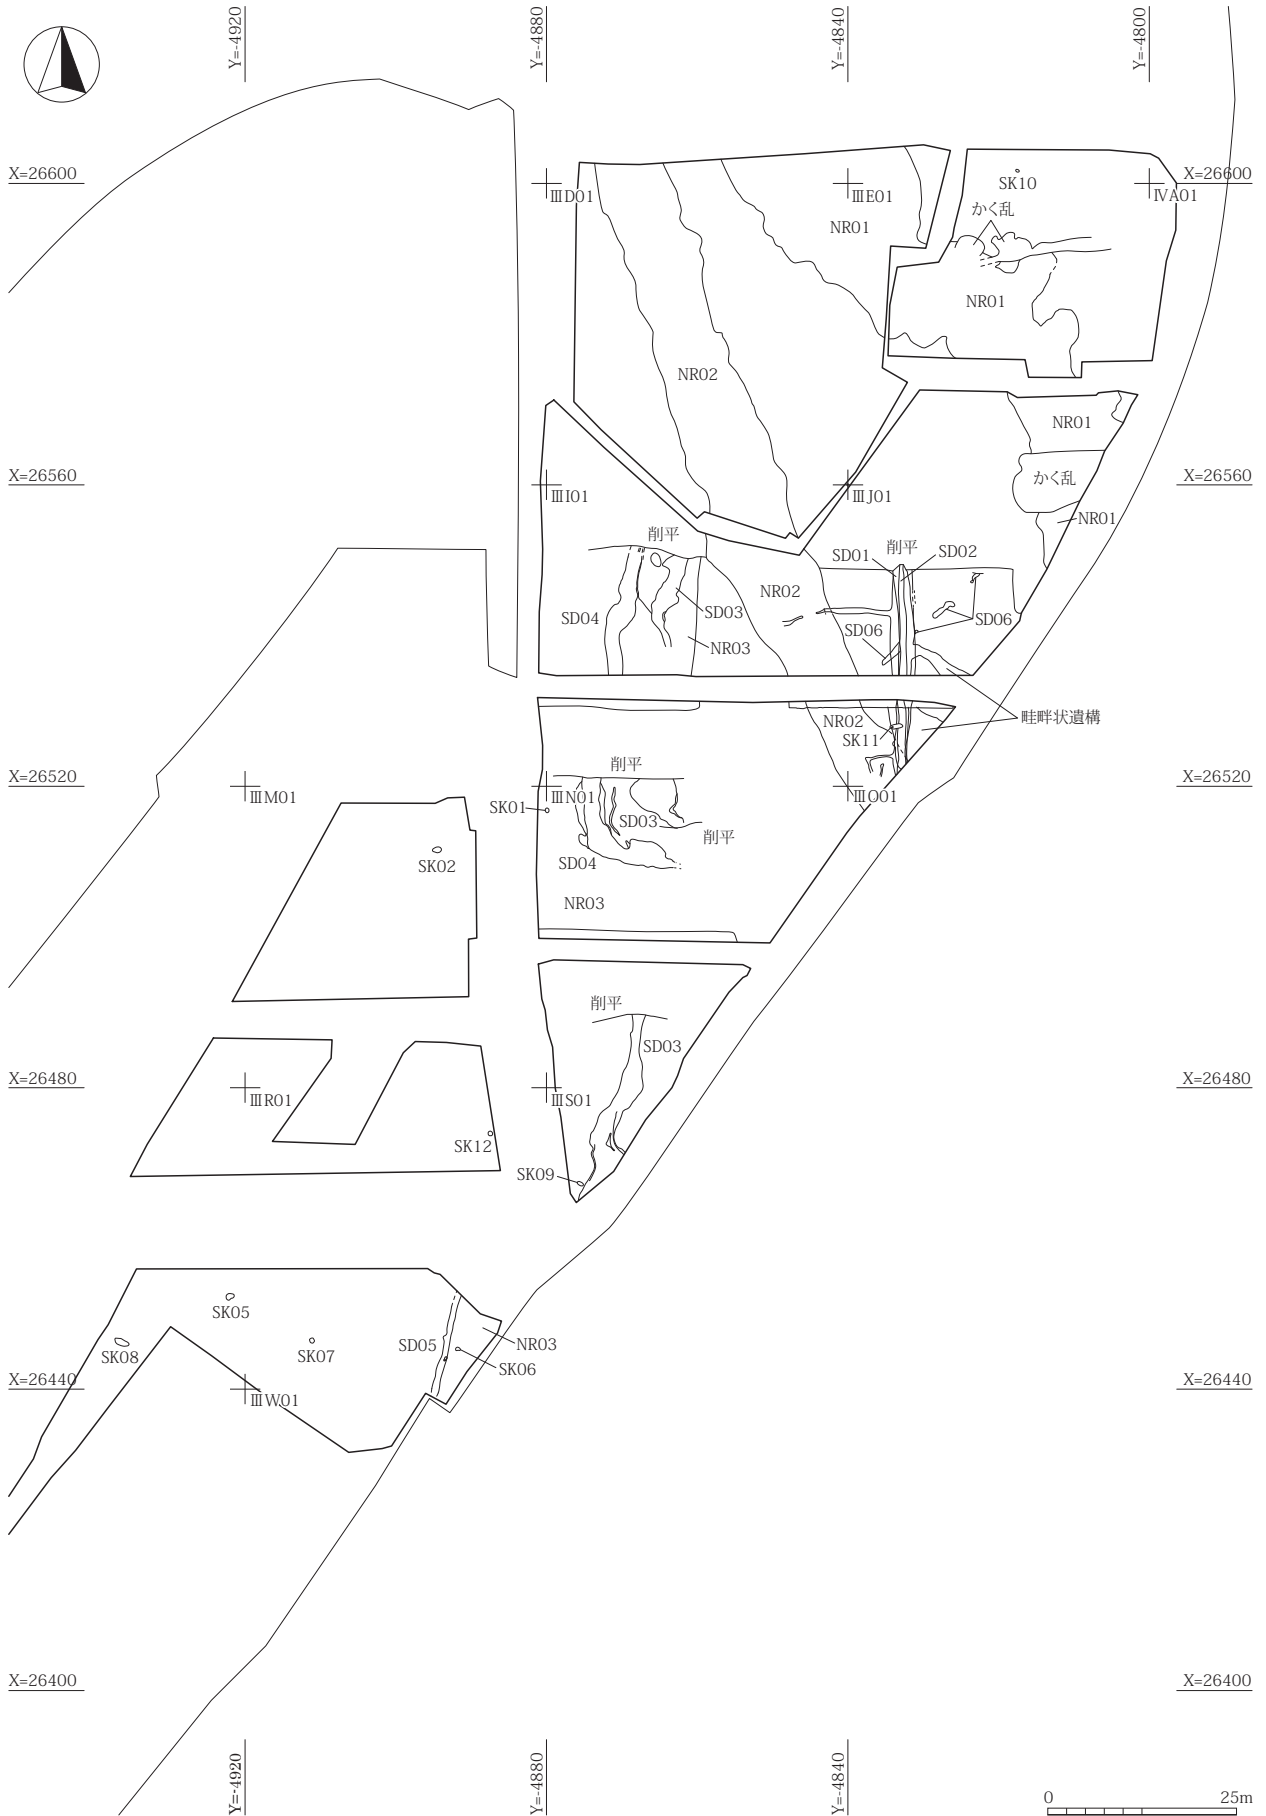 Y=-4920
Y=-4880
Y=-4840
Y=-4800
X=26600
X=26600
ⅢD01
ⅢE01
SK10
ⅣA01
かく乱
NR01
NR01
NR02
NR01
X=26560
X=26560
ⅢI01
ⅢJ01
かく乱
NR01
削平
削平
SD01
SD02
NR02
SD04
SD03
SD06
SD06
NR03
畦畔状遺構
NR02
SK11
削平
X=26520
X=26520
ⅢM01
ⅢN01
ⅢO01
SK01
SD03
削平
SK02
SD04
NR03
削平
SD03
X=26480
X=26480
ⅢR01
ⅢS01
SK12
SK09
SK05
SK08
SK07
SD05
NR03
SK06
X=26440
X=26440
ⅢW01
X=26400
X=26400
Y=-4920
Y=-4880
Y=-4840
0 25m